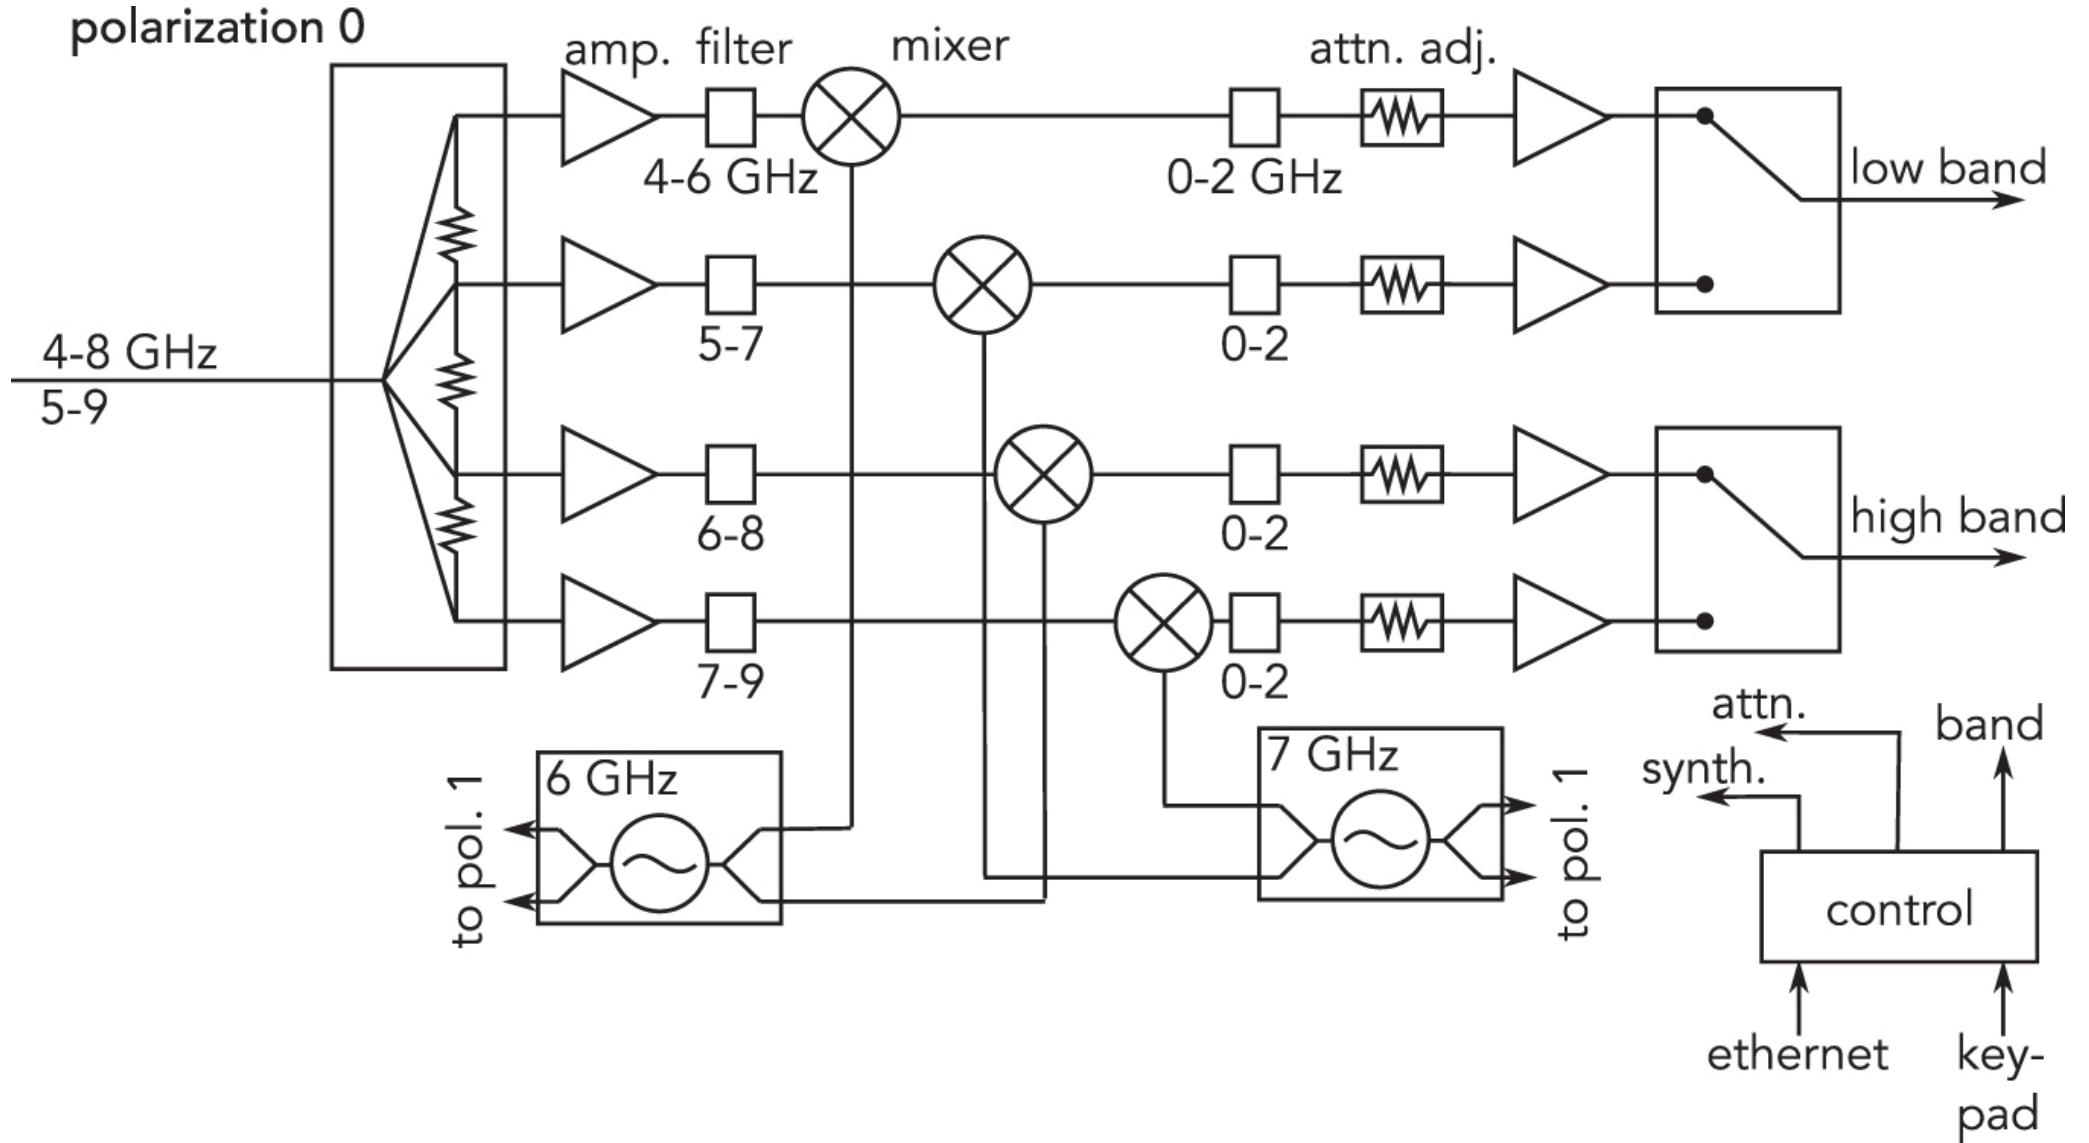 polarization 0
amp.
filter
mixer
attn. adj.
4-6 GHz
0-2 GHz
low band
5-7
0-2
4-8 GHz
5-9
6-8
0-2
high band
7-9
0-2
6 GHz
to pol. 1
7 GHz
to pol. 1
attn.
synth.
band
control
ethernet
key-
pad